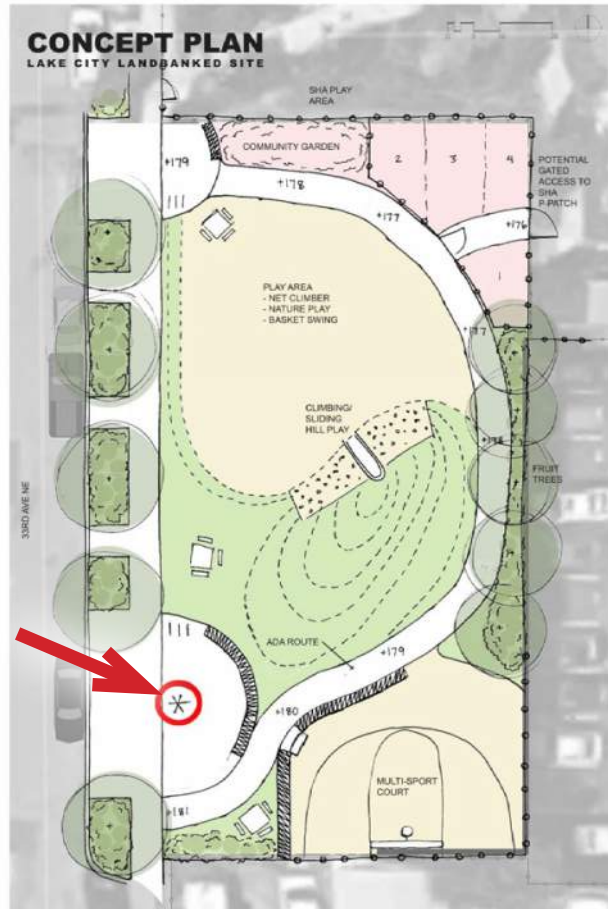 CONCEPT PLAN
LAKE CITY LANDBANKED SITE
SHA PLAY
AREA
COMMUNITY GARDEN
+179
+178
+177
2
3
4
1
+176
POTENTIAL
GATED
ACCESS TO
SHA
P-PATCH
PLAY AREA
- NET CLIMBER
- NATURE PLAY
- BASKET SWING
+177
CLIMBING/
SLIDING
HILL PLAY
FRUIT
TREES
33RD AVE NE
ADA ROUTE
+179
+180
+181
MULTI-SPORT
COURT